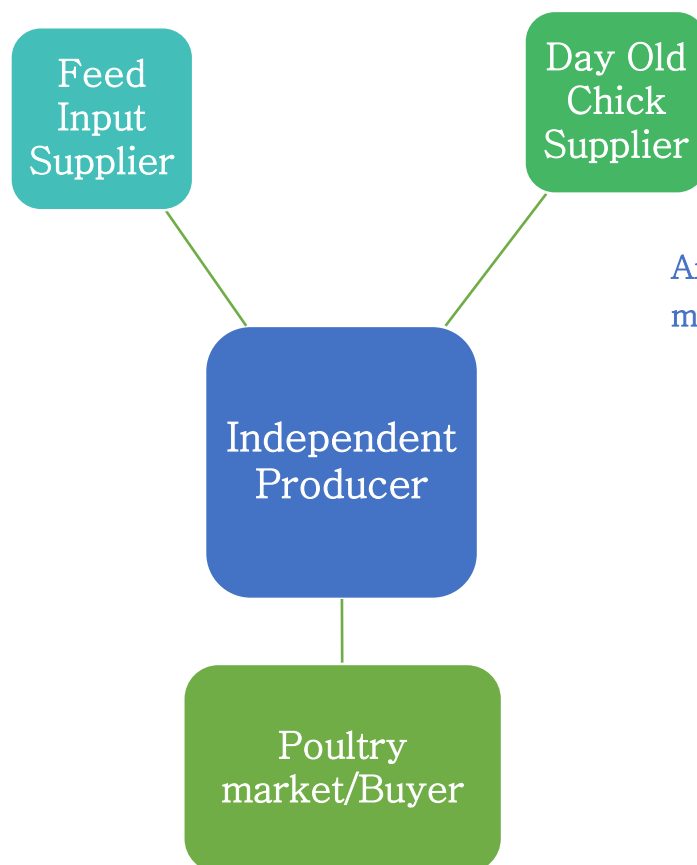 Feed
Input
Supplier
Day Old
Chick
Supplier
Independent
Producer
Poultry
market/Buyer